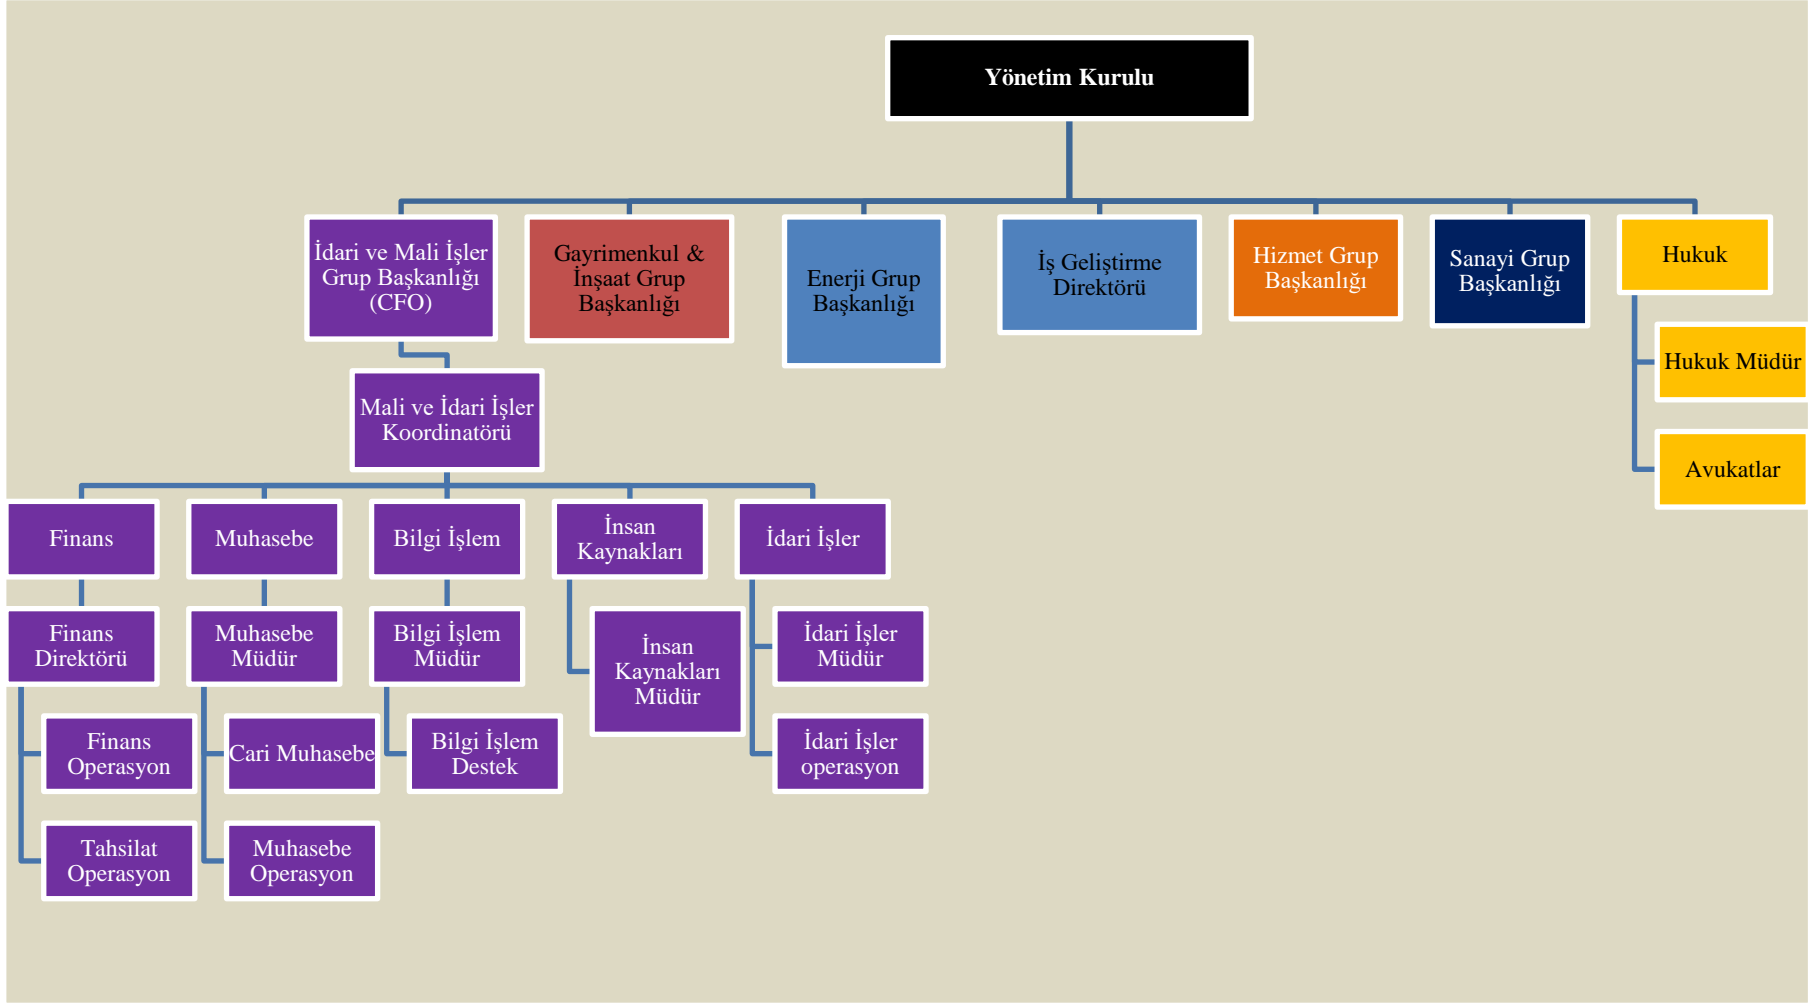 Yönetim Kurulu
İdari ve Mali İşler
Grup Başkanlığı
(CFO)
Gayrimenkul &
İnşaat Grup
Başkanlığı
Enerji Grup
Başkanlığı
İş Geliştirme
Direktörü
Hizmet Grup
Başkanlığı
Sanayi Grup
Başkanlığı
Hukuk
Hukuk Müdür
Avukatlar
Mali ve İdari İşler
Koordinatörü
Finans
Muhasebe
Bilgi İşlem
İnsan
Kaynakları
İdari İşler
Finans
Direktörü
Muhasebe
Müdür
Bilgi İşlem
Müdür
İnsan
Kaynakları
Müdür
İdari İşler
Müdür
Finans
Operasyon
Cari Muhasebe
Bilgi İşlem
Destek
İdari İşler
operasyon
Tahsilat
Operasyon
Muhasebe
Operasyon